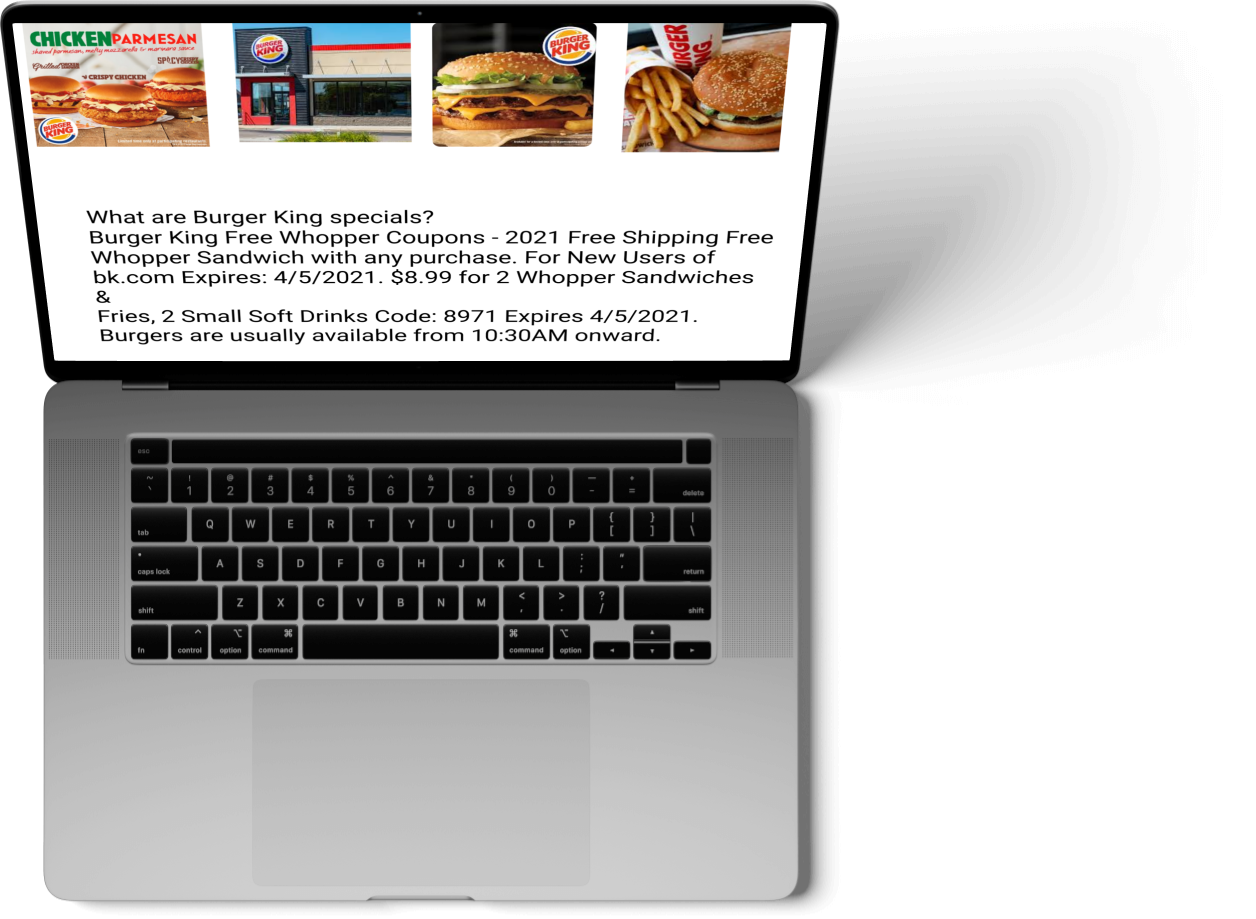 CHICKEN PARMESAN
shaved parmesan, melty mozzarella & marinara sauce
Grilled CHICKEN
SPICY CHICKEN
CRISPY CHICKEN
BURGER KING
BURGER KING
BURGER KING
BURGER KING
What are Burger King specials?
Burger King Free Whopper Coupons - 2021 Free Shipping Free
Whopper Sandwich with any purchase. For New Users of
bk.com Expires: 4/5/2021. $8.99 for 2 Whopper Sandwiches
&
Fries, 2 Small Soft Drinks Code: 8971 Expires 4/5/2021.
Burgers are usually available from 10:30AM onward.
esc
~ ! @ # $ % ^ & * ( ) — +
` 1 2 3 4 5 6 7 8 9 0 - = delete
tab Q W E R T Y U I O P { [ } ] | \
caps lock A S D F G H J K L : ; " ' return
shift Z X C V B N M < , > . ? / shift
fn control option command command option